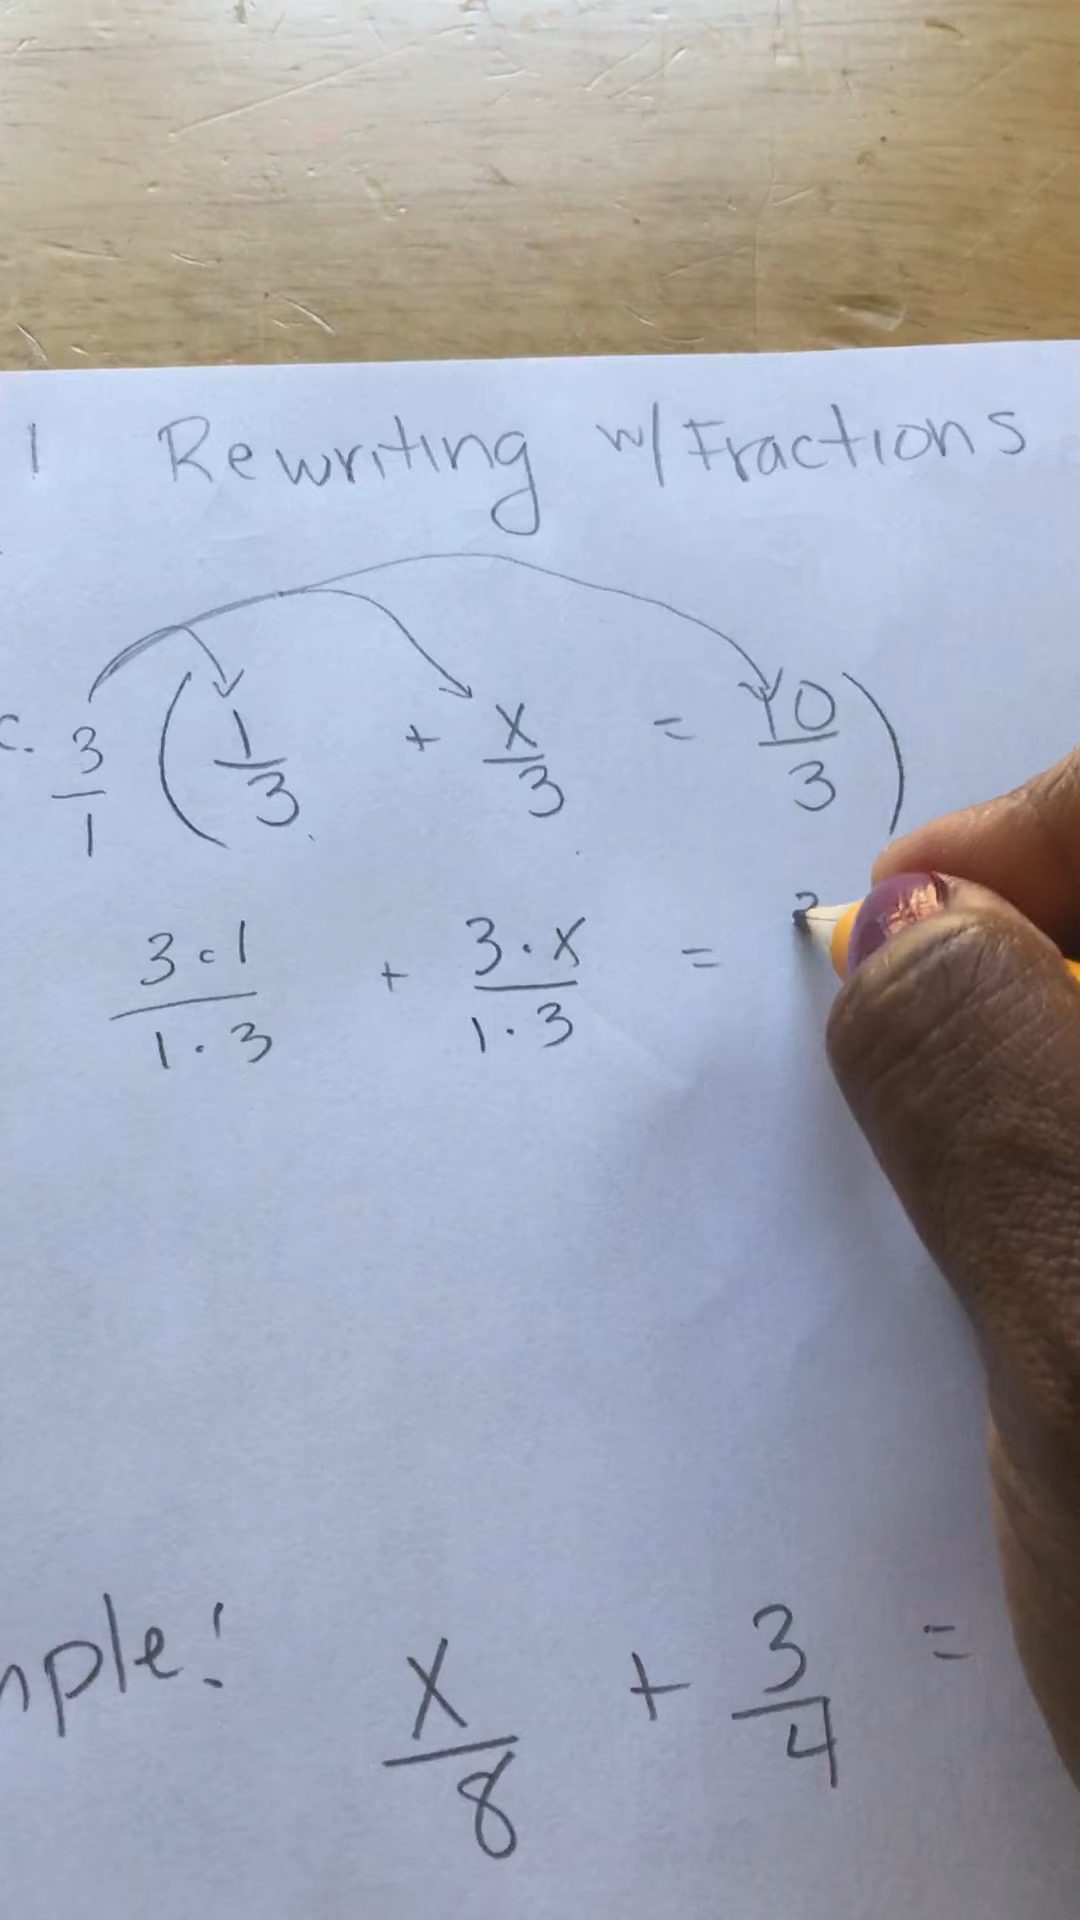 1 Rewriting w/ Fractions
c. 3/1 (1/3 + x/3 = 10/3)
3·1/1·3 + 3·x/1·3 =
x/8 + 3/4 =